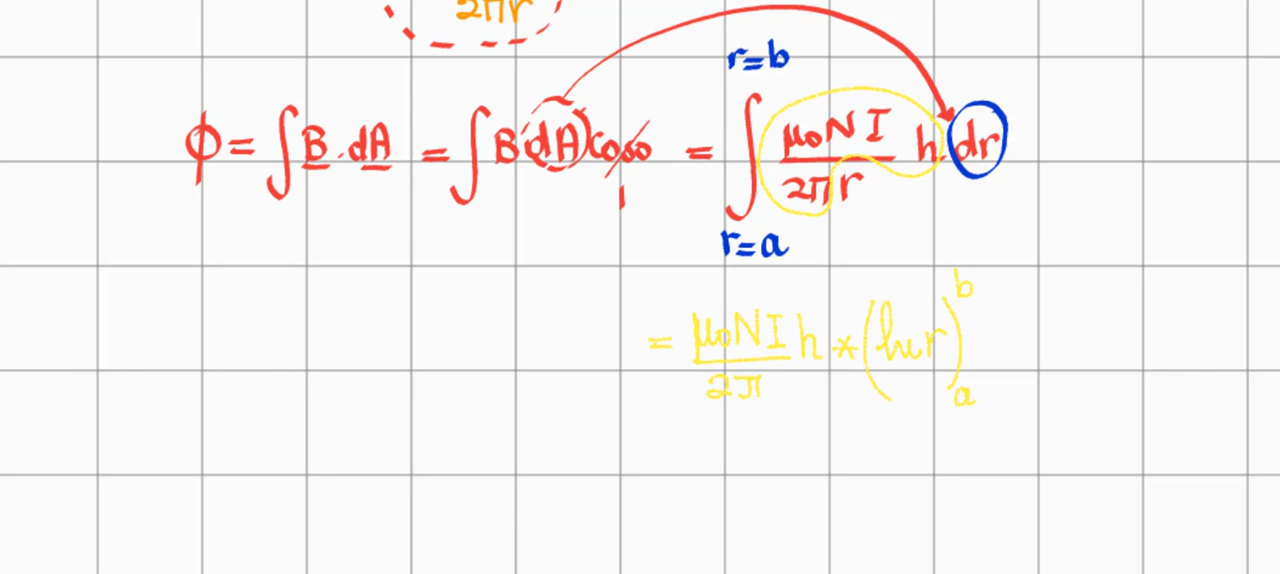 2πr
r=b
ϕ = ∫ B . dA = ∫ B(dA)cos0 = ∫ μ₀NI/2πr h dr
1
r=a
= μ₀NI/2π h * (ln r)
b
a